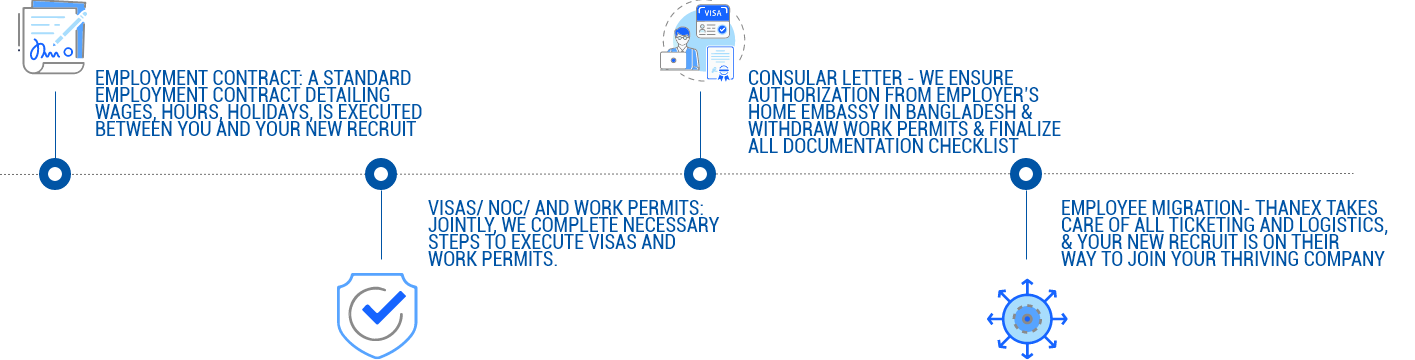 EMPLOYMENT CONTRACT: A STANDARD
EMPLOYMENT CONTRACT DETAILING
WAGES, HOURS, HOLIDAYS, IS EXECUTED
BETWEEN YOU AND YOUR NEW RECRUIT
VISAS/ NOC/ AND WORK PERMITS:
JOINTLY, WE COMPLETE NECESSARY
STEPS TO EXECUTE VISAS AND
WORK PERMITS.
VISA
CONSULAR LETTER - WE ENSURE
AUTHORIZATION FROM EMPLOYER'S
HOME EMBASSY IN BANGLADESH &
WITHDRAW WORK PERMITS & FINALIZE
ALL DOCUMENTATION CHECKLIST
EMPLOYEE MIGRATION- THANEX TAKES
CARE OF ALL TICKETING AND LOGISTICS,
& YOUR NEW RECRUIT IS ON THEIR
WAY TO JOIN YOUR THRIVING COMPANY